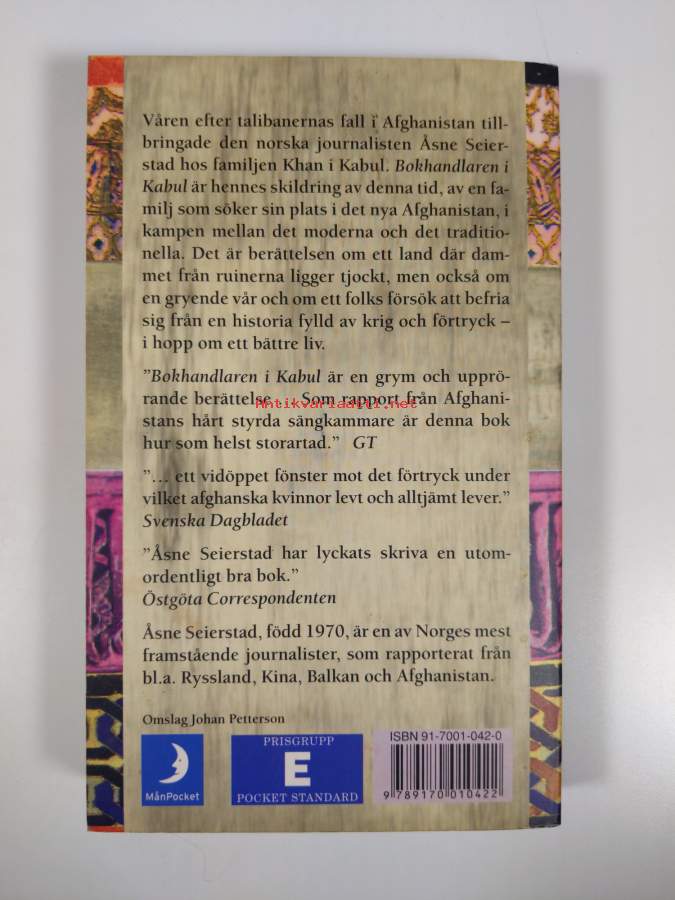 Våren efter talibanernas fall i Afghanistan till-
bringade den norska journalisten Åsne Seier-
stad hos familjen Khan i Kabul. Bokhandlaren i
Kabul är hennes skildring av denna tid, av en fa-
milj som söker sin plats i det nya Afghanistan, i
kampen mellan det moderna och det traditio-
nella. Det är berättelsen om ett land där dam-
met från ruinerna ligger tjockt, men också om
en gryende vår och om ett folks försök att befria
sig från en historia fylld av krig och förtryck –
i hopp om ett bättre liv.
”Bokhandlaren i Kabul är en grym och upprö-
rande berättelse ... Som rapport från Afghani-
Antikvariaatti.net
stans hårt styrda sängkammare är denna bok
hur som helst storartad.” GT
”... ett vidöppet fönster mot det förtryck under
vilket afghanska kvinnor levt och alltjämt lever.”
Svenska Dagbladet
”Åsne Seierstad har lyckats skriva en utom-
ordentligt bra bok.”
Östgöta Correspondenten
Åsne Seierstad, född 1970, är en av Norges mest
framstående journalister, som rapporterat från
bl.a. Ryssland, Kina, Balkan och Afghanistan.
Omslag Johan Petterson
MånPocket
PRISGRUPP
E
POCKET STANDARD
ISBN 91-7001-042-0
9 789170 010422